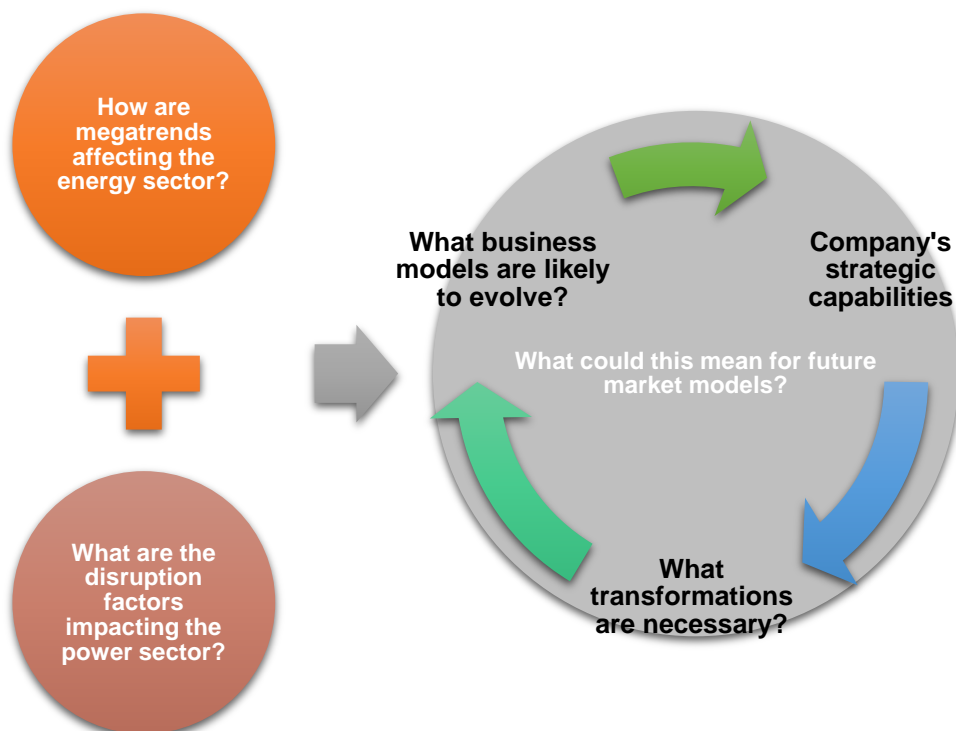 How are
megatrends
affecting the
energy sector?
What are the
disruption
factors
impacting the
power sector?
What business
models are likely
to evolve?
Company's
strategic
capabilities
What could this mean for future
market models?
What
transformations
are necessary?